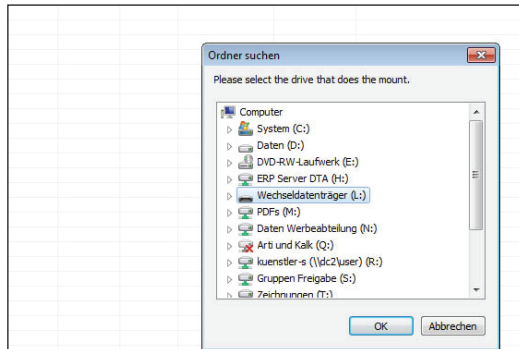 Ordner suchen
Please select the drive that does the mount.
Computer
System (C:)
Daten (D:)
DVD-RW-Laufwerk (E:)
ERP Server DTA (H:)
Wechseldatenträger (L:)
PDFs (M:)
Daten Werbeabteilung (N:)
Arti und Kalk (Q:)
kuenstler-s (\\dc2\user) (R:)
Gruppen Freigabe (S:)
Zeichnungen (T:)
OK Abbrechen